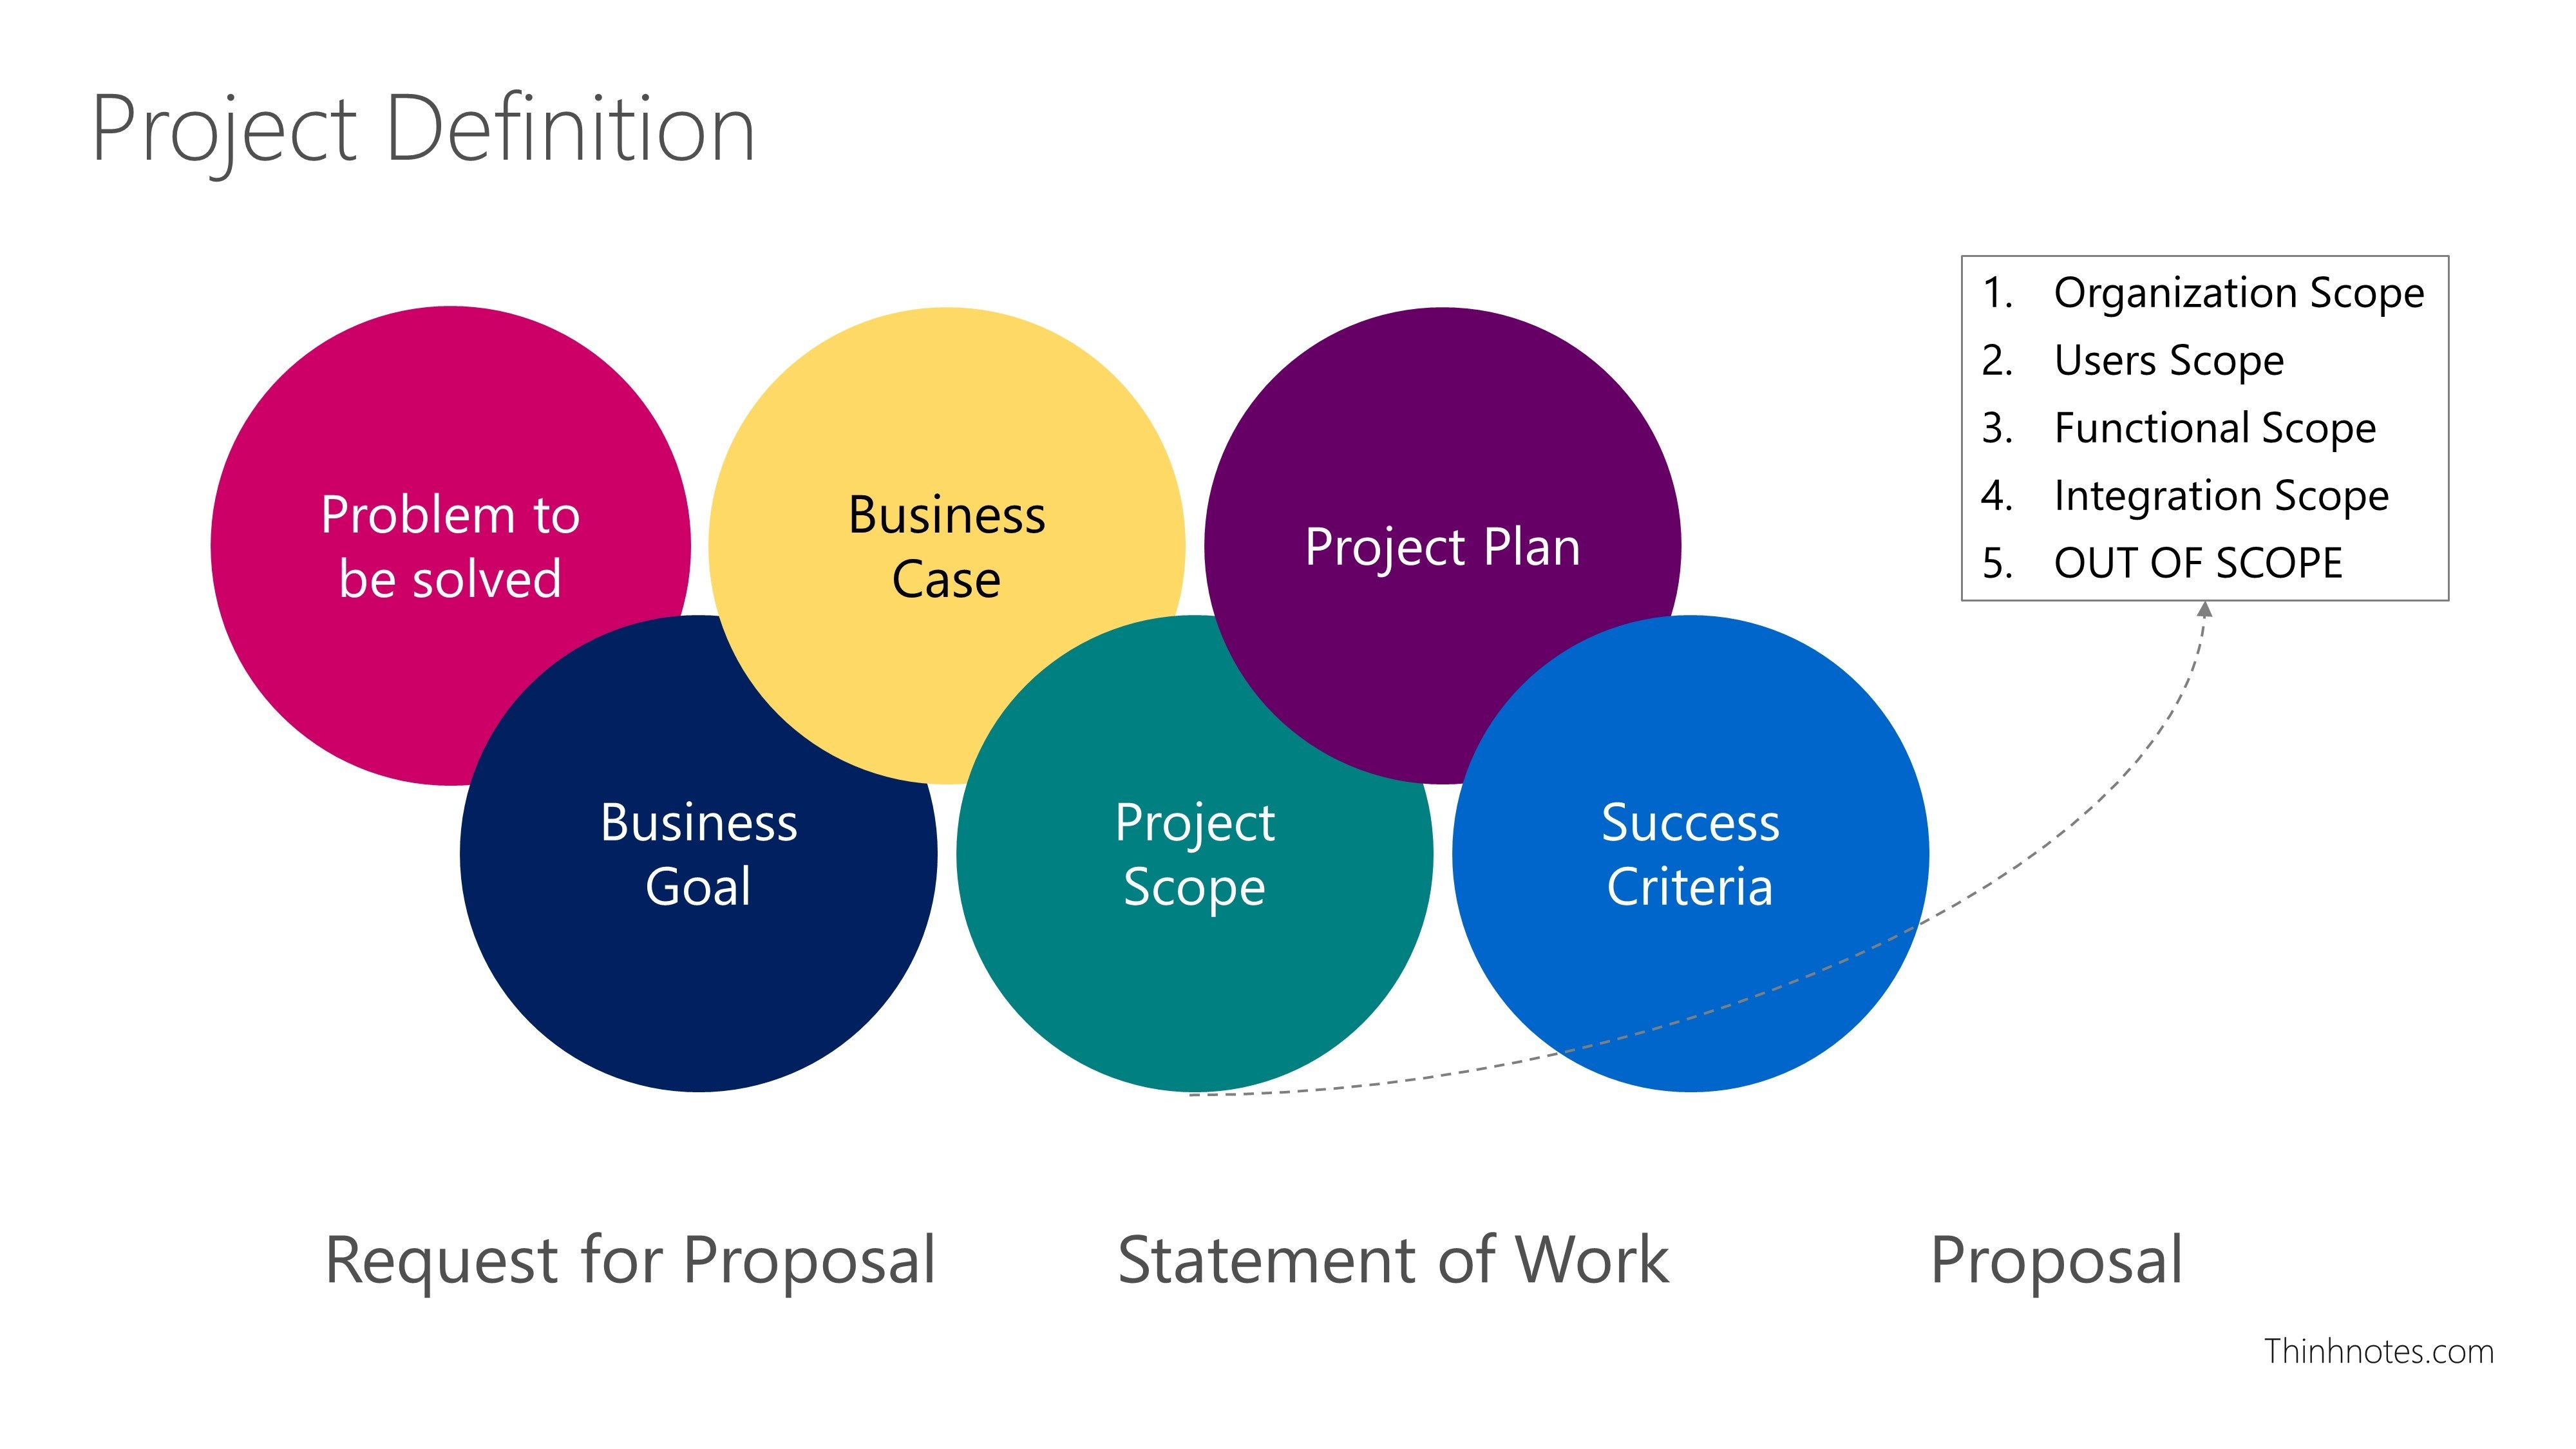 Project Definition
Problem to
be solved
Business
Case
Project Plan
1. Organization Scope
2. Users Scope
3. Functional Scope
4. Integration Scope
5. OUT OF SCOPE
Business
Goal
Project
Scope
Success
Criteria
Request for Proposal
Statement of Work
Proposal
Thinhnotes.com